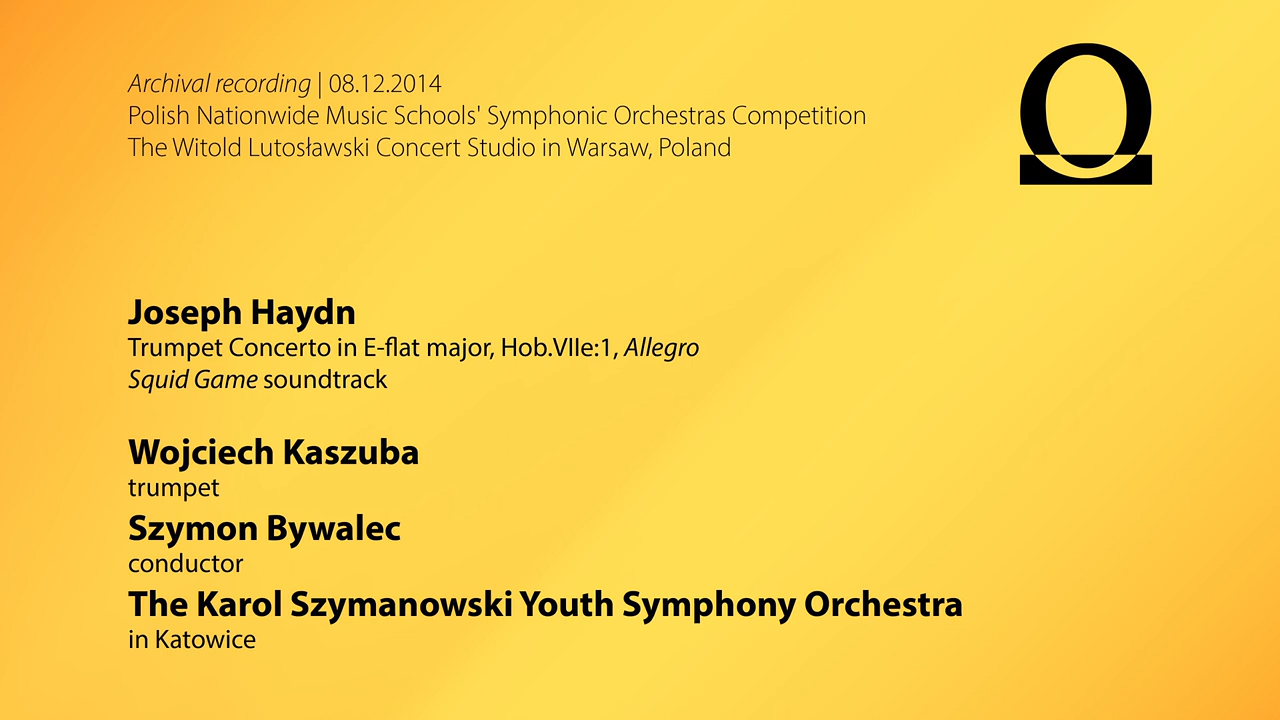 Archival recording | 08.12.2014
Polish Nationwide Music Schools' Symphonic Orchestras Competition
The Witold Lutosławski Concert Studio in Warsaw, Poland
Joseph Haydn
Trumpet Concerto in E-flat major, Hob.VIIe:1, Allegro
Squid Game soundtrack
Wojciech Kaszuba
trumpet
Szymon Bywalec
conductor
The Karol Szymanowski Youth Symphony Orchestra
in Katowice